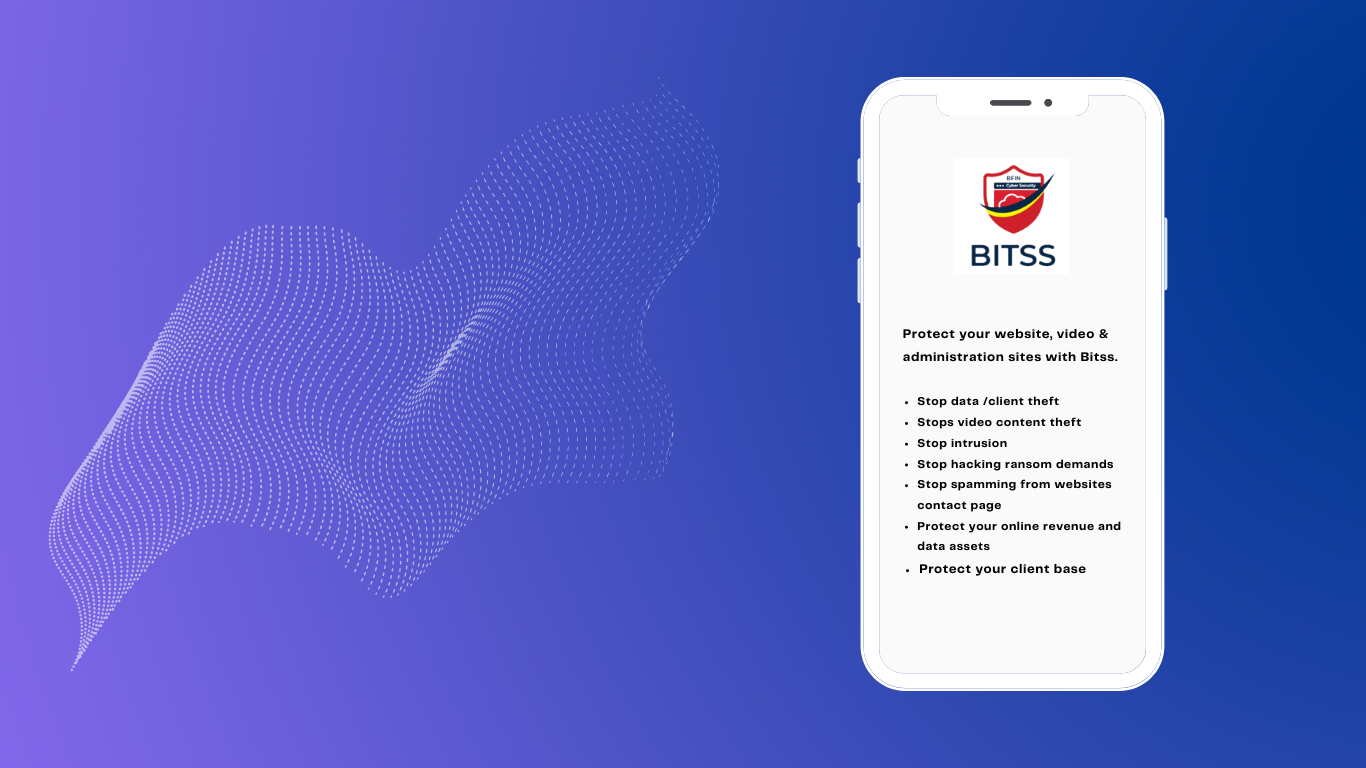 BFIN
Cyber Security
BITSS
Protect your website, video &
administration sites with Bitss.
• Stop data /client theft
• Stops video content theft
• Stop intrusion
• Stop hacking ransom demands
• Stop spamming from websites
contact page
• Protect your online revenue and
data assets
• Protect your client base